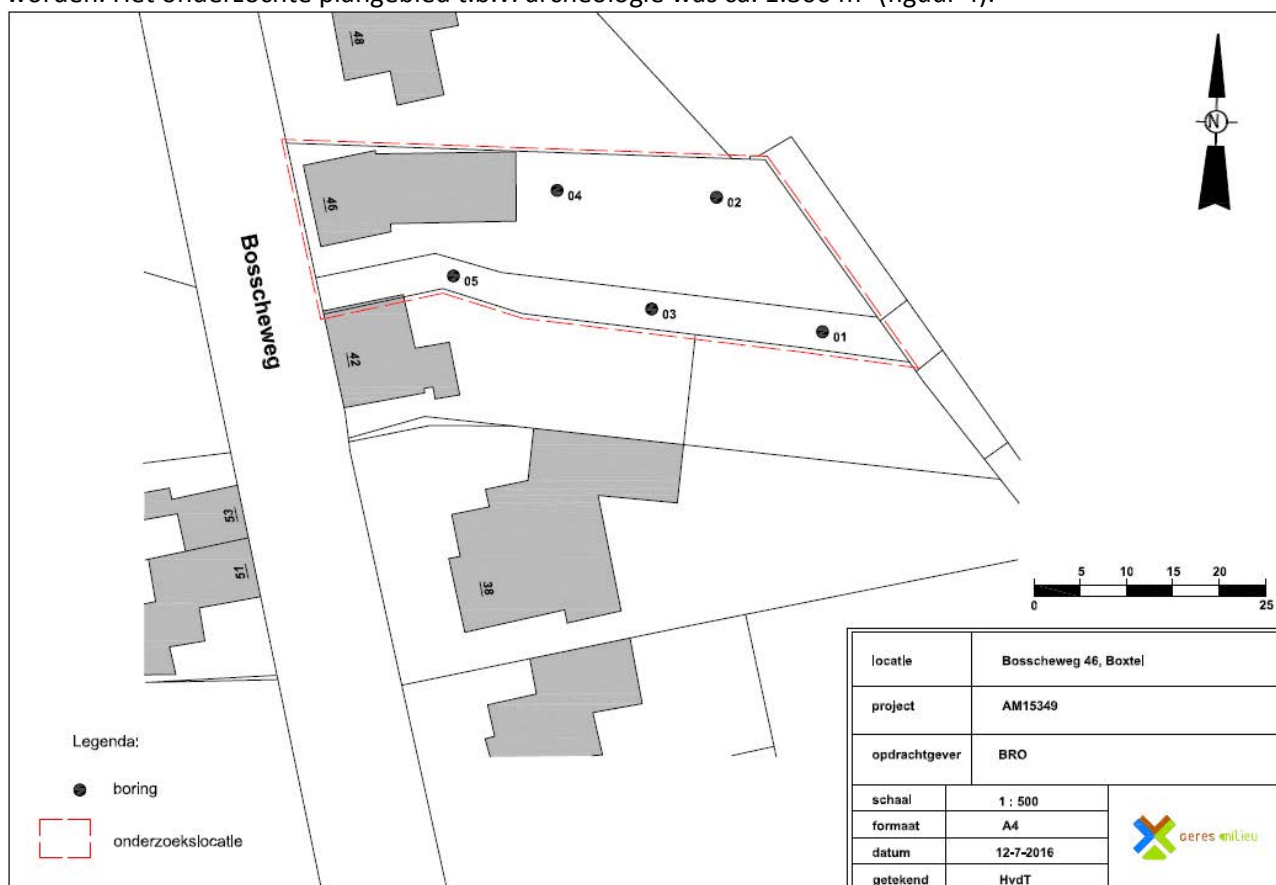 worden. Het onderzochte plangebied t.b.v. archeologie was ca. 1.500 m² (figuur 4).
48
46
04
02
Bosscheweg
05
03
01
42
53
51
38
N
5 10 15 20
0 25
Legenda:
boring
onderzoekslocatie
locatie Bosscheweg 46, Boxtel
project AM15349
opdrachtgever BRO
schaal 1 : 500
formaat A4
datum 12-7-2016
getekend HvdT
aeres milieu